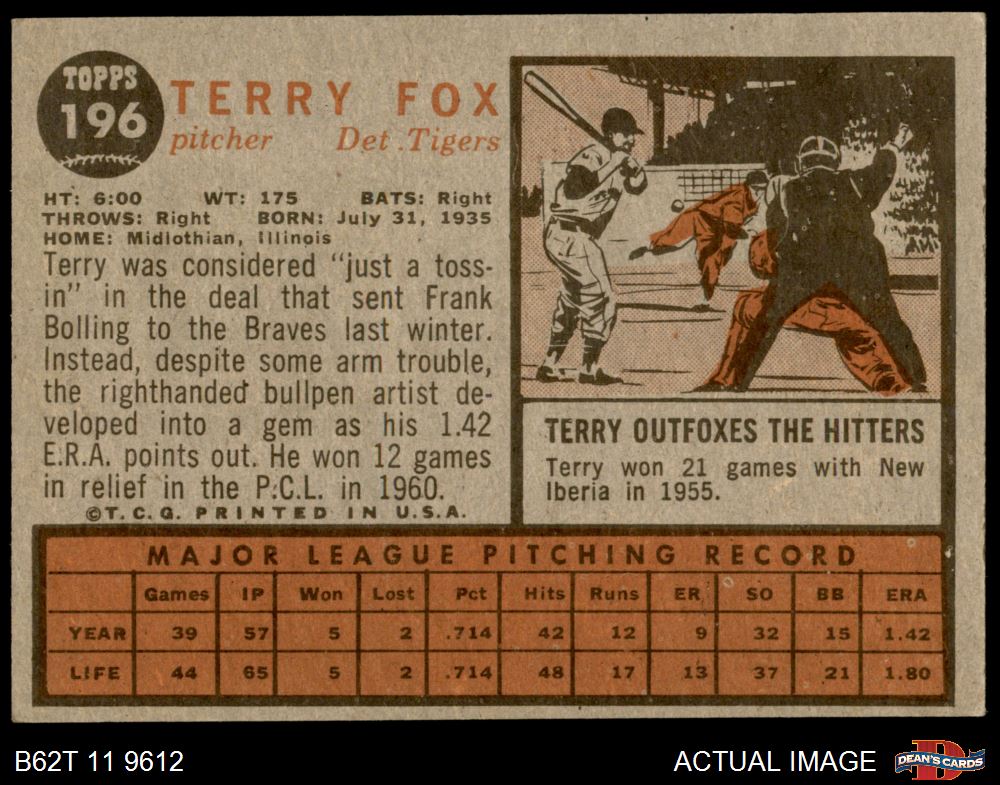 TOPPS
196
TERRY FOX
pitcher Det. Tigers
HT: 6:00 WT: 175 BATS: Right
THROWS: Right BORN: July 31, 1935
HOME: Midlothian, Illinois
Terry was considered "just a toss-
in" in the deal that sent Frank
Bolling to the Braves last winter.
Instead, despite some arm trouble,
the righthanded bullpen artist de-
veloped into a gem as his 1.42
E.R.A. points out. He won 12 games
in relief in the P.C.L. in 1960.
©T.C.G. PRINTED IN U.S.A.
TERRY OUTFOXES THE HITTERS
Terry won 21 games with New
Iberia in 1955.
MAJOR LEAGUE PITCHING RECORD
Games IP Won Lost Pct Hits Runs ER SO BB ERA
YEAR 39 57 5 2 .714 42 12 9 32 15 1.42
LIFE 44 65 5 2 .714 48 17 13 37 21 1.80
B62T 11 9612 ACTUAL IMAGE
D
DEAN'S CARDS